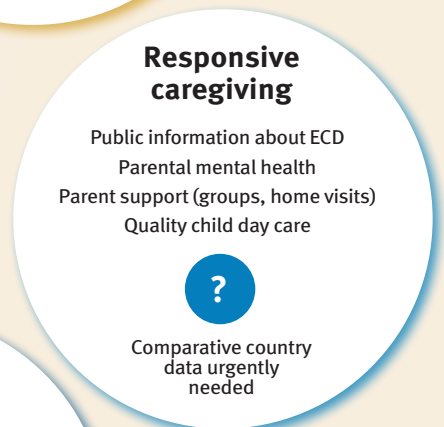 Responsive
caregiving
Public information about ECD
Parental mental health
Parent support (groups, home visits)
Quality child day care
?
Comparative country
data urgently
needed